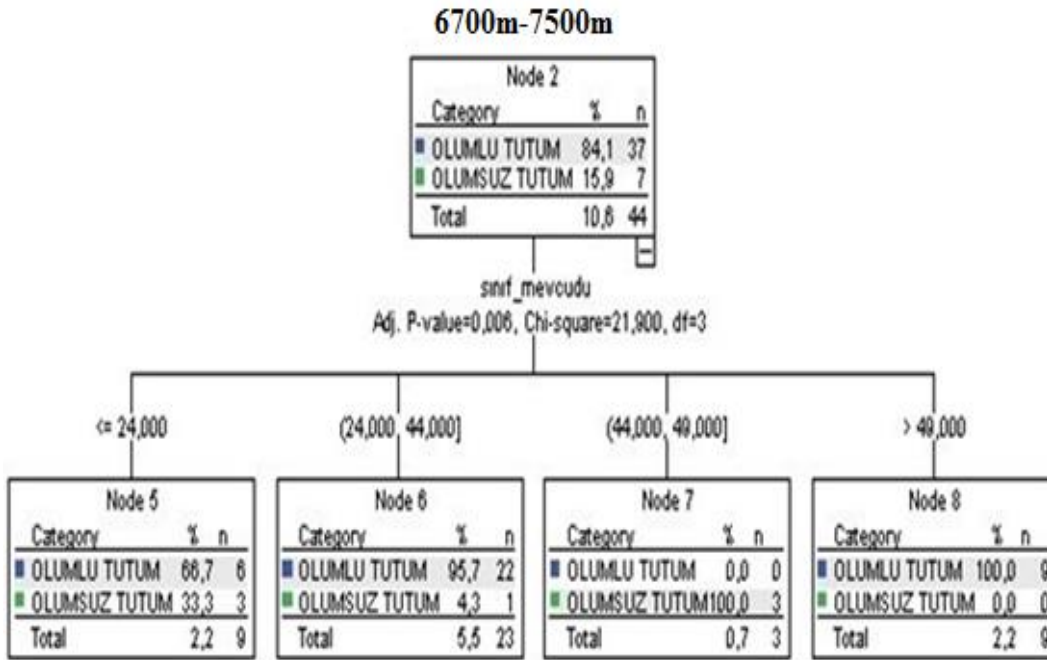 6700m-7500m
Node 2
Category % n
OLUMLU TUTUM 84,1 37
OLUMSUZ TUTUM 15,9 7
Total 10,6 44
sınıf_mevcudu
Adj. P-value=0,006, Chi-square=21,900, df=3
<= 24,000
(24,000, 44,000]
(44,000, 49,000]
> 49,000
Node 5
Category % n
OLUMLU TUTUM 66,7 6
OLUMSUZ TUTUM 33,3 3
Total 2,2 9
Node 6
Category % n
OLUMLU TUTUM 95,7 22
OLUMSUZ TUTUM 4,3 1
Total 5,5 23
Node 7
Category % n
OLUMLU TUTUM 0,0 0
OLUMSUZ TUTUM 100,0 3
Total 0,7 3
Node 8
Category % n
OLUMLU TUTUM 100,0 9
OLUMSUZ TUTUM 0,0 0
Total 2,2 9